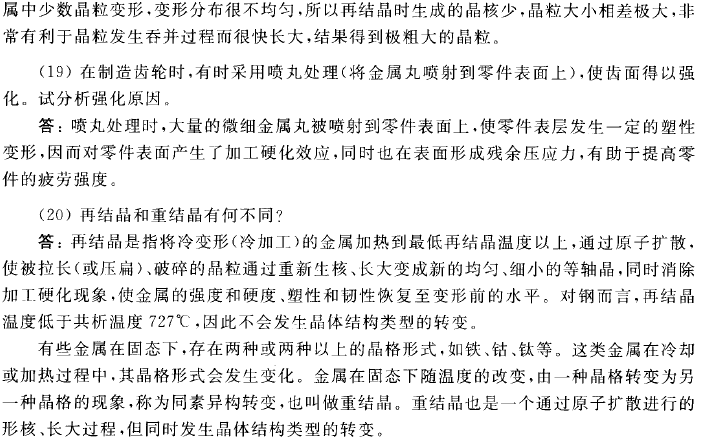 属中少数晶粒变形,变形分布很不均匀,所以再结晶时生成的晶核少,晶粒大小相差极大,非
常有利于晶粒发生吞并过程而很快长大,结果得到极粗大的晶粒。
(19) 在制造齿轮时,有时采用喷丸处理(将金属丸喷射到零件表面上),使齿面得以强
化。试分析强化原因。
答: 喷丸处理时,大量的微细金属丸被喷射到零件表面上,使零件表层发生一定的塑性
变形,因而对零件表面产生了加工硬化效应,同时也在表面形成残余压应力,有助于提高零
件的疲劳强度。
(20) 再结晶和重结晶有何不同?
答: 再结晶是指将冷变形(冷加工)的金属加热到最低再结晶温度以上,通过原子扩散,
使被拉长(或压扁)、破碎的晶粒通过重新生核、长大变成新的均匀、细小的等轴晶,同时消除
加工硬化现象,使金属的强度和硬度、塑性和韧性恢复至变形前的水平。对钢而言,再结晶
温度低于共析温度 727℃,因此不会发生晶体结构类型的转变。
有些金属在固态下,存在两种或两种以上的晶格形式,如铁、钴、钛等。这类金属在冷却
或加热过程中,其晶格形式会发生变化。金属在固态下随温度的改变,由一种晶格转变为另
一种晶格的现象,称为同素异构转变,也叫做重结晶。重结晶也是一个通过原子扩散进行的
形核、长大过程,但同时发生晶体结构类型的转变。